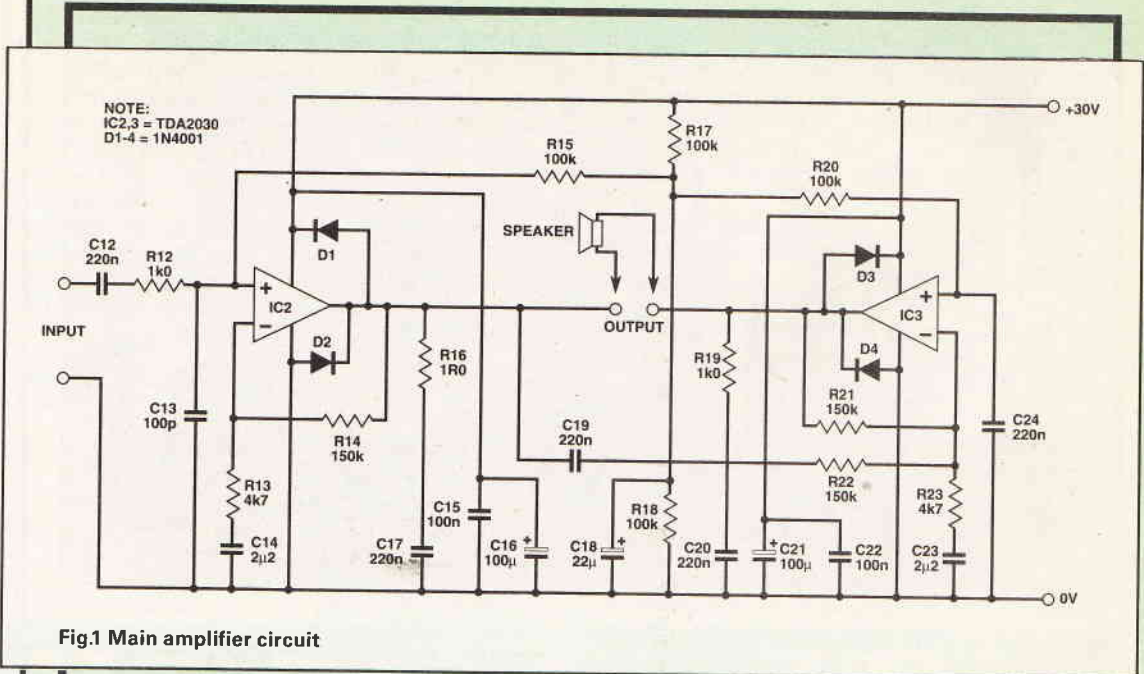 NOTE:
IC2,3 = TDA2030
D1-4 = 1N4001
+30V
R17
100k
R15
100k
R20
100k
SPEAKER
C12
220n
R12
1k0
D1
D3
+
IC2
−
+
IC3
−
INPUT
OUTPUT
D2
D4
R16
1R0
R19
1k0
R21
150k
C13
100p
R14
150k
C19
220n
C24
220n
R22
150k
R13
4k7
R18
100k
R23
4k7
C15
100n
C14
2µ2
C17
220n
+
C16
100µ
+
C18
22µ
C20
220n
+
C21
100µ
C22
100n
C23
2µ2
0V
Fig.1 Main amplifier circuit